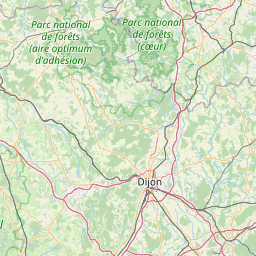 Parc national
de forêts
(aire optimum
d'adhésion)
Parc national
de forêts
(cœur)
Dijon